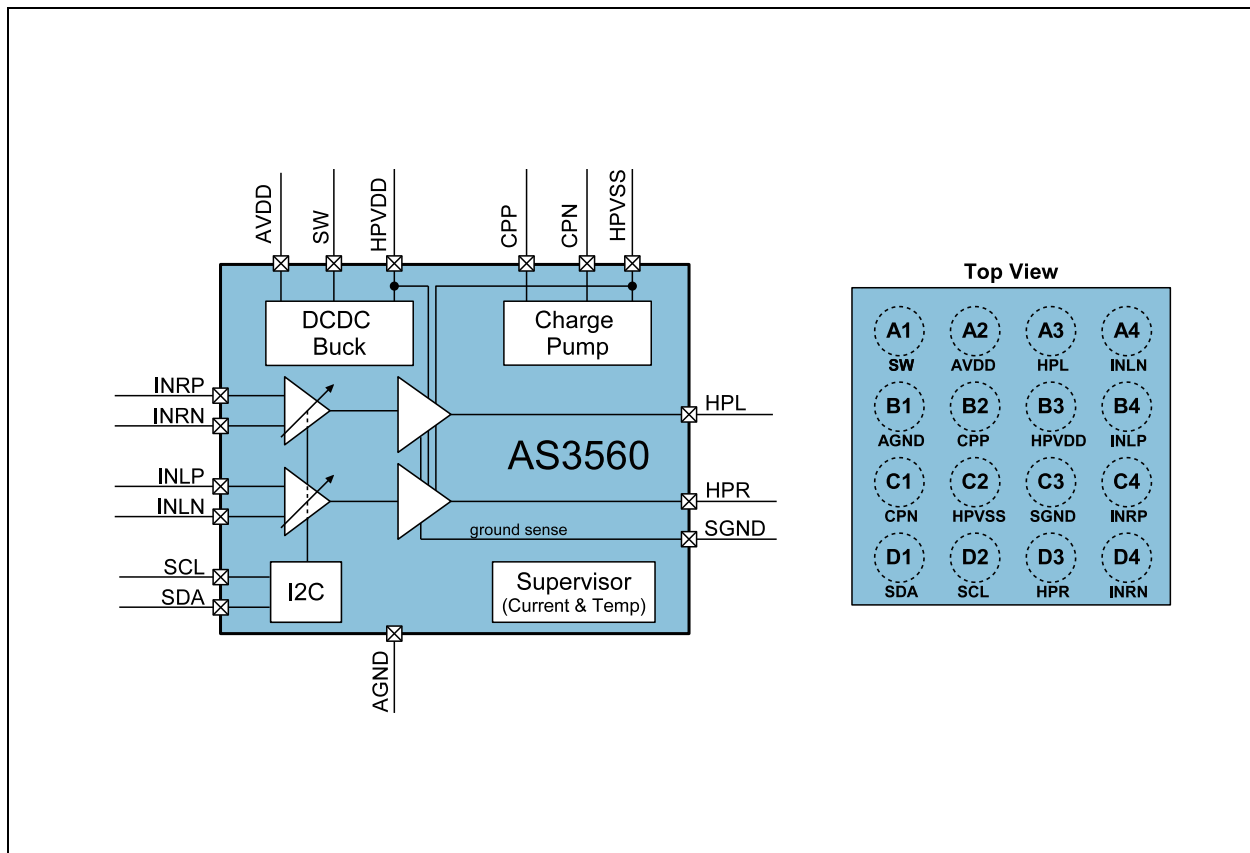 AVDD
SW
HPVDD
CPP
CPN
HPVSS
DCDC
Buck
Charge
Pump
INRP
INRN
HPL
AS3560
INLP
INLN
HPR
ground sense
SGND
SCL
SDA
I2C
Supervisor
(Current & Temp)
AGND
Top View
A1 A2 A3 A4
SW AVDD HPL INLN
B1 B2 B3 B4
AGND CPP HPVDD INLP
C1 C2 C3 C4
CPN HPVSS SGND INRP
D1 D2 D3 D4
SDA SCL HPR INRN